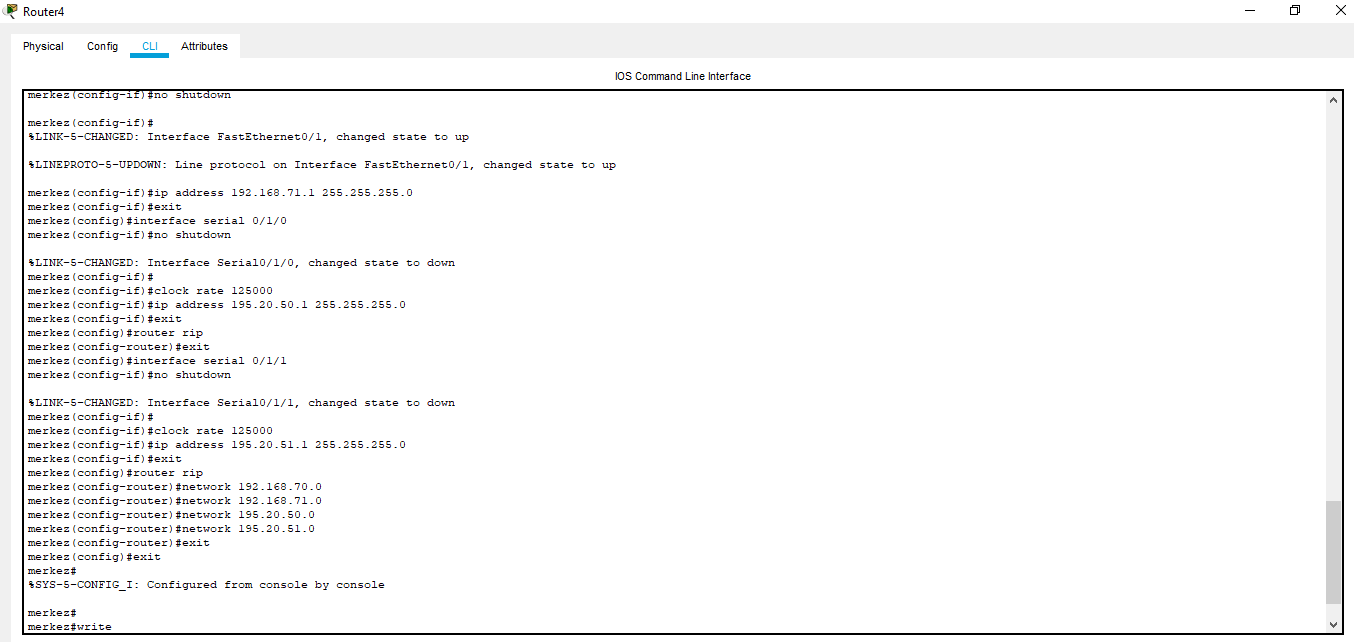 Router4
Physical Config CLI Attributes
IOS Command Line Interface
merkez(config-if)#no shutdown
merkez(config-if)#
%LINK-5-CHANGED: Interface FastEthernet0/1, changed state to up
%LINEPROTO-5-UPDOWN: Line protocol on Interface FastEthernet0/1, changed state to up
merkez(config-if)#ip address 192.168.71.1 255.255.255.0
merkez(config-if)#exit
merkez(config)#interface serial 0/1/0
merkez(config-if)#no shutdown
%LINK-5-CHANGED: Interface Serial0/1/0, changed state to down
merkez(config-if)#
merkez(config-if)#clock rate 125000
merkez(config-if)#ip address 195.20.50.1 255.255.255.0
merkez(config-if)#exit
merkez(config)#router rip
merkez(config-router)#exit
merkez(config)#interface serial 0/1/1
merkez(config-if)#no shutdown
%LINK-5-CHANGED: Interface Serial0/1/1, changed state to down
merkez(config-if)#
merkez(config-if)#clock rate 125000
merkez(config-if)#ip address 195.20.51.1 255.255.255.0
merkez(config-if)#exit
merkez(config)#router rip
merkez(config-router)#network 192.168.70.0
merkez(config-router)#network 192.168.71.0
merkez(config-router)#network 195.20.50.0
merkez(config-router)#network 195.20.51.0
merkez(config-router)#exit
merkez(config)#exit
merkez#
%SYS-5-CONFIG_I: Configured from console by console
merkez#
merkez#write